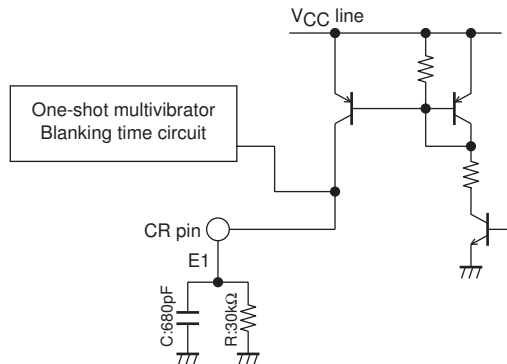 VCC line
One-shot multivibrator
Blanking time circuit
CR pin
E1
C:680pF
R:30kΩ